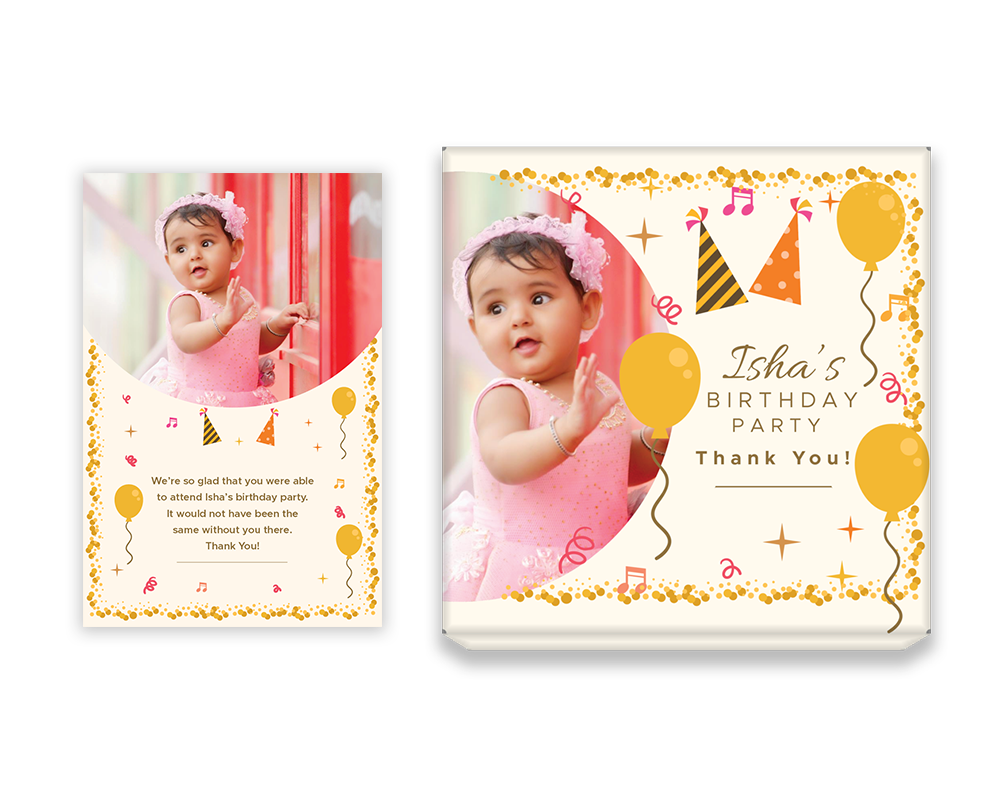 We're so glad that you were able
to attend Isha's birthday party.
It would not have been the
same without you there.
Thank You!
Isha's
BIRTHDAY
PARTY
Thank You!